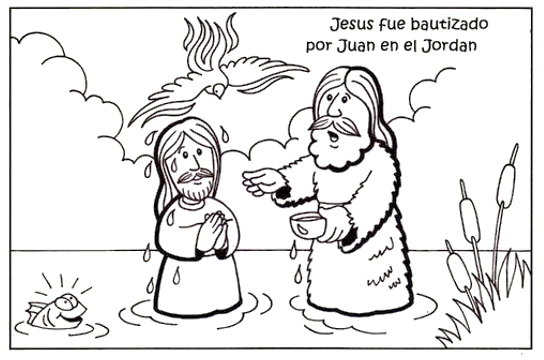 Jesus fue bautizado
por Juan en el Jordan